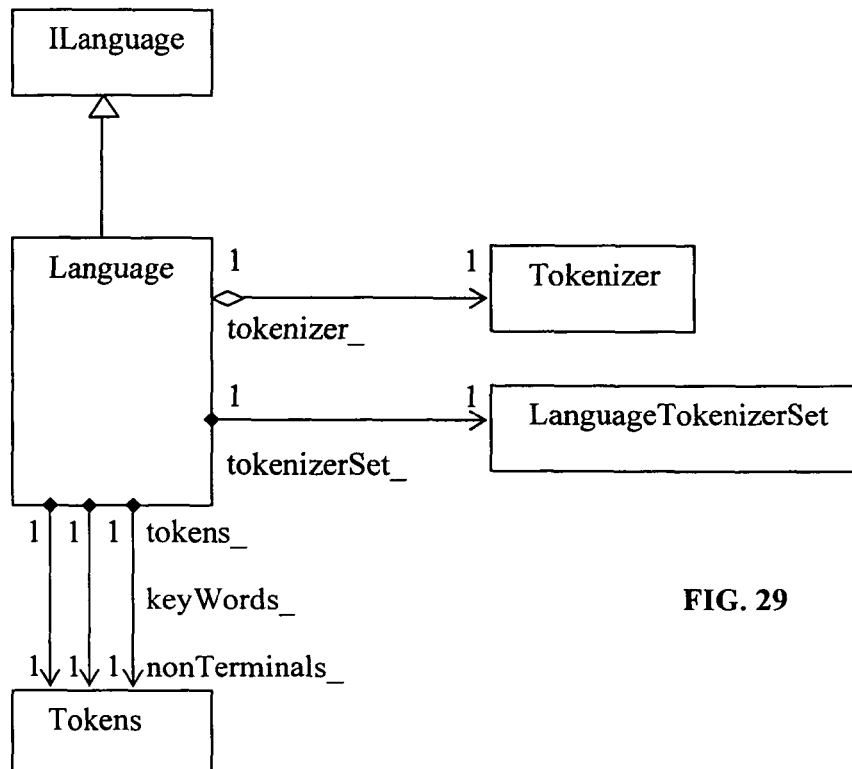 ILanguage
Language
1 1
Tokenizer
tokenizer_
1 1
LanguageTokenizerSet
tokenizerSet_
1 1 1 tokens_
keyWords_
FIG. 29
1 1 1 nonTerminals_
Tokens